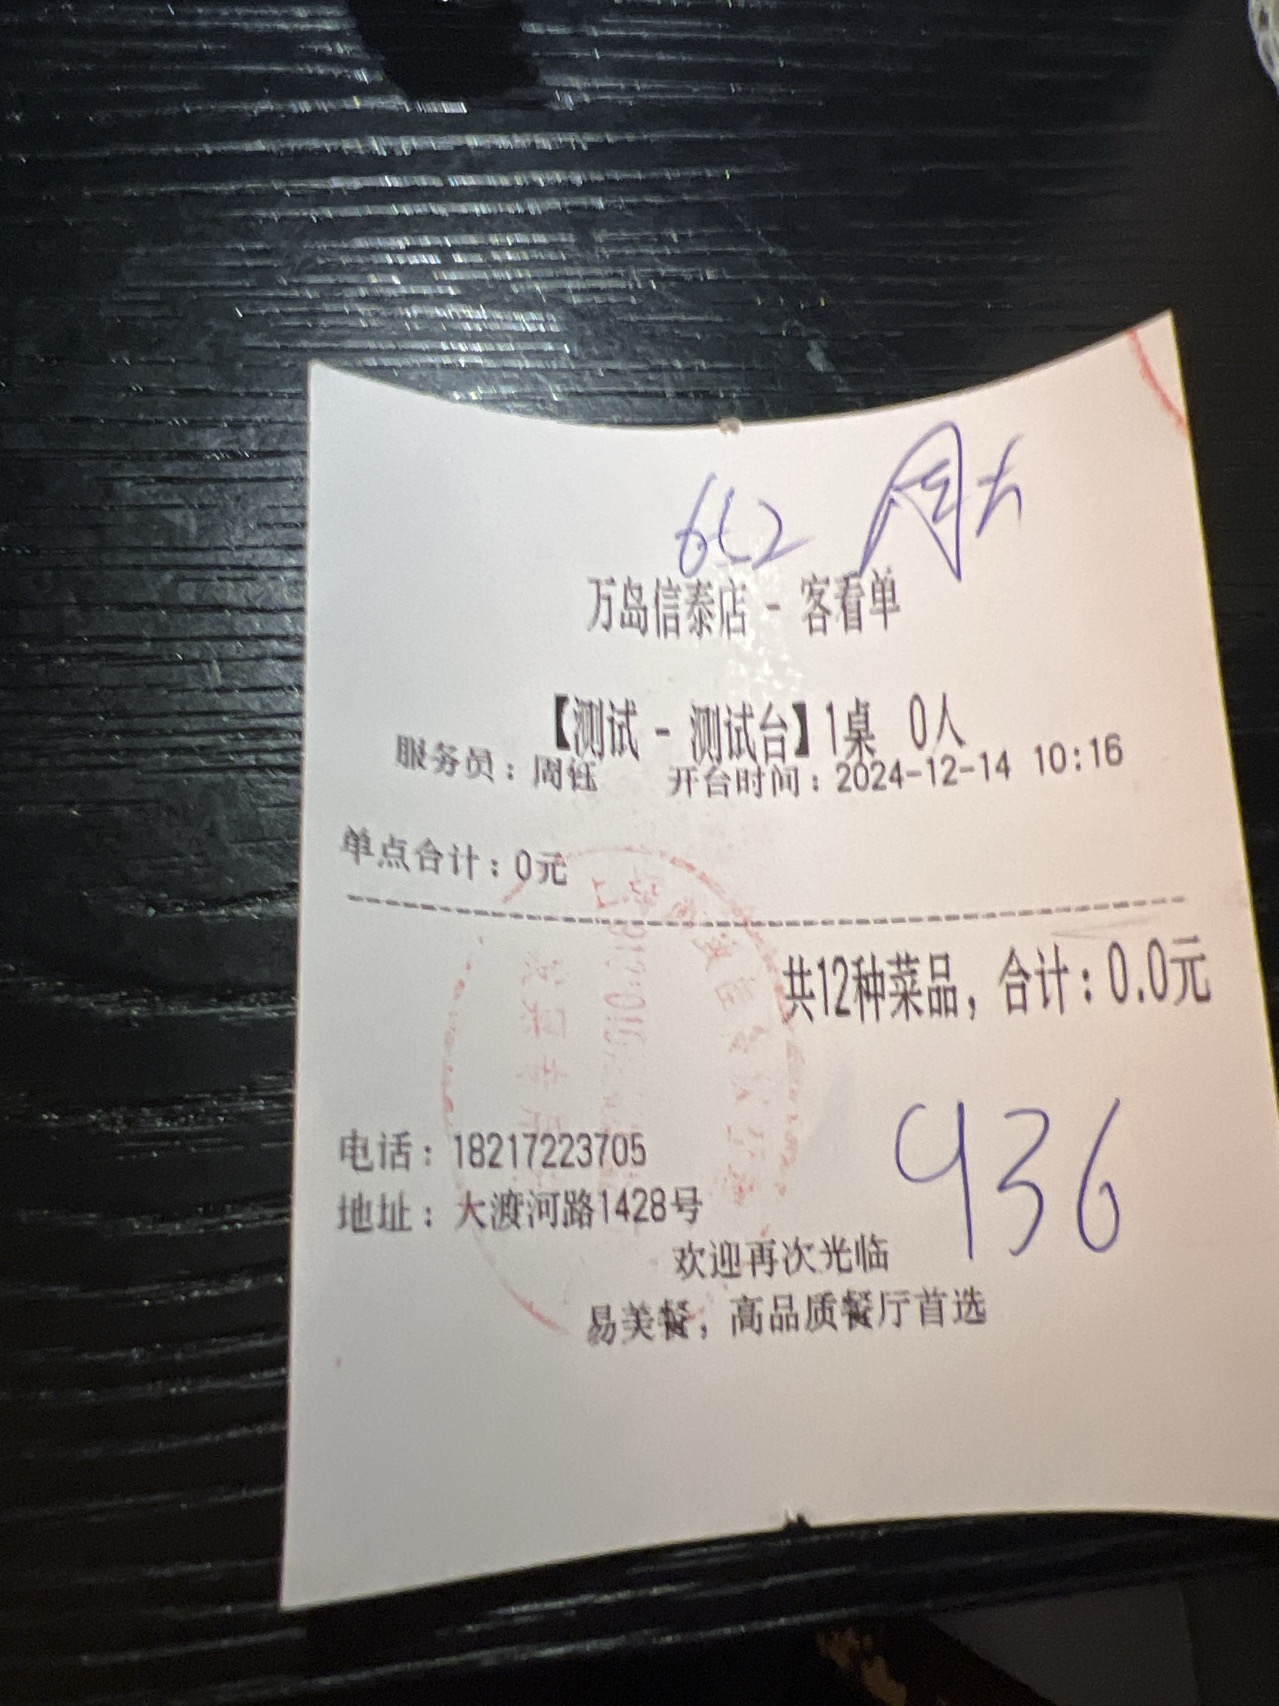 652 周
万岛信泰店 - 客看单
【测试 - 测试台】1桌 0人
服务员：周钰 开台时间：2024-12-14 10:16
单点合计：0元
共12种菜品，合计：0.0元
936
电话：18217223705
地址：大渡河路1428号
欢迎再次光临
易美餐，高品质餐厅首选